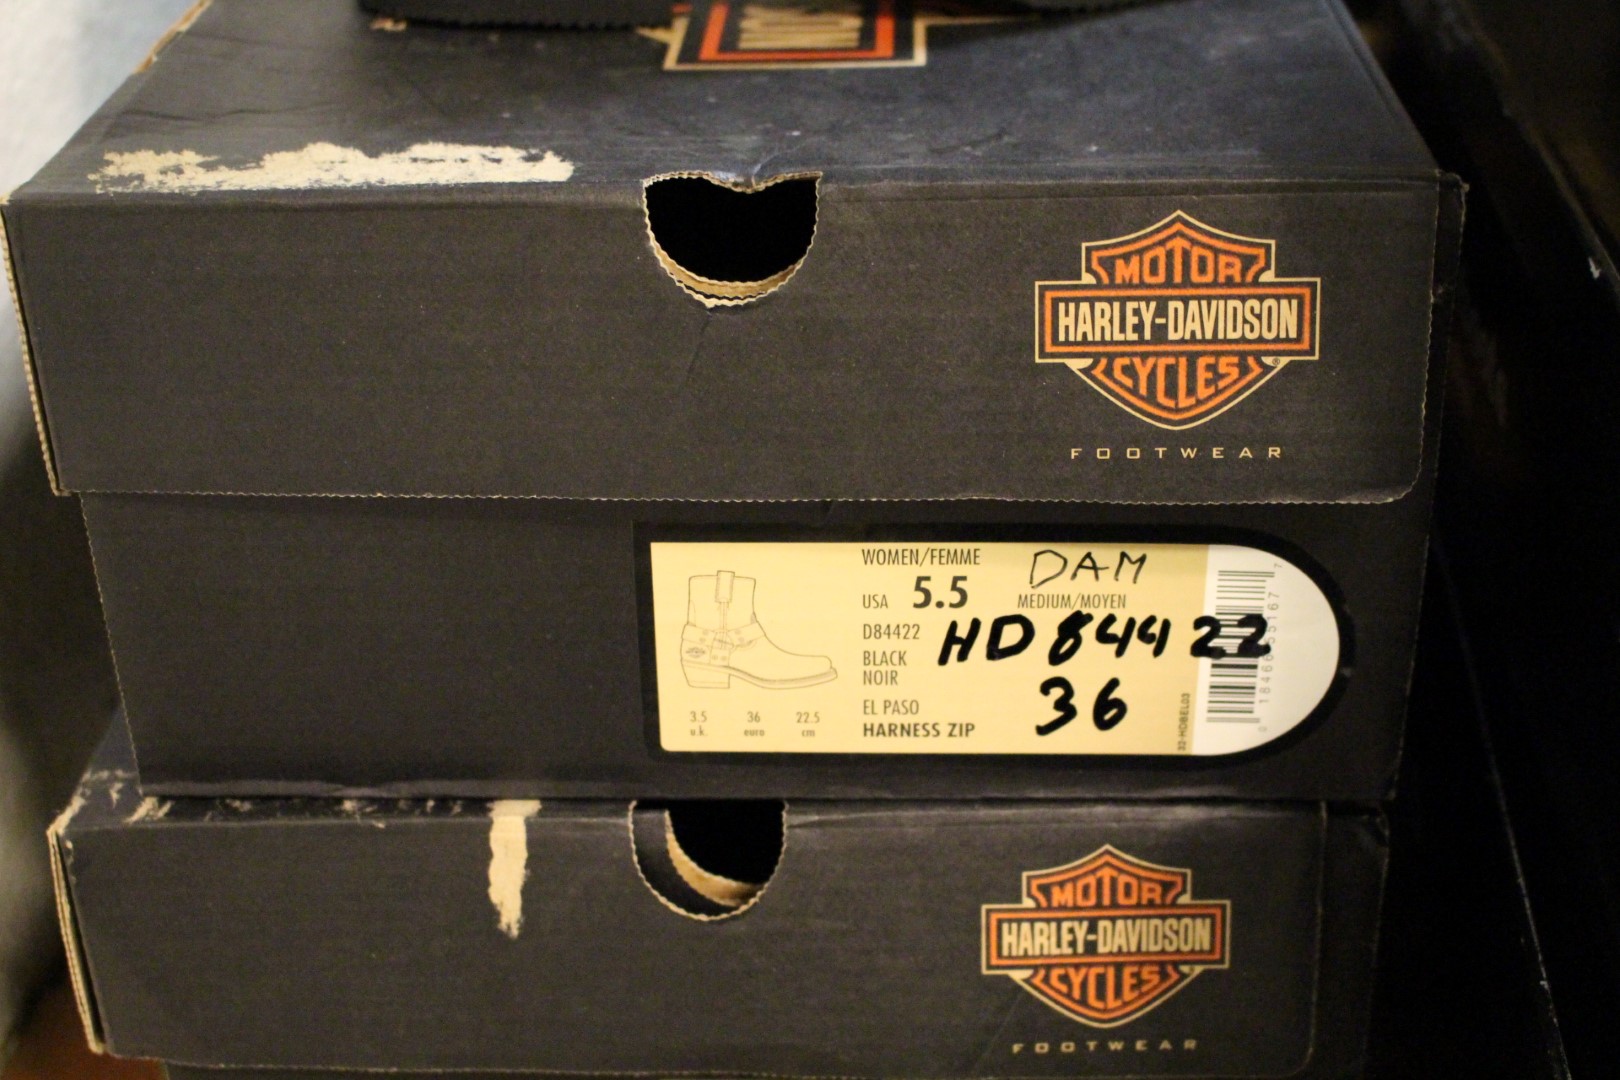 MOTOR
HARLEY-DAVIDSON
CYCLES
®
FOOTWEAR
WOMEN/FEMME DAM
USA 5.5 MEDIUM/MOYEN
D84422 HD 84422
BLACK
NOIR
36
EL PASO
HARNESS ZIP
3.5 36 22.5
u.k. euro cm
MOTOR
HARLEY-DAVIDSON
CYCLES
FOOTWEAR